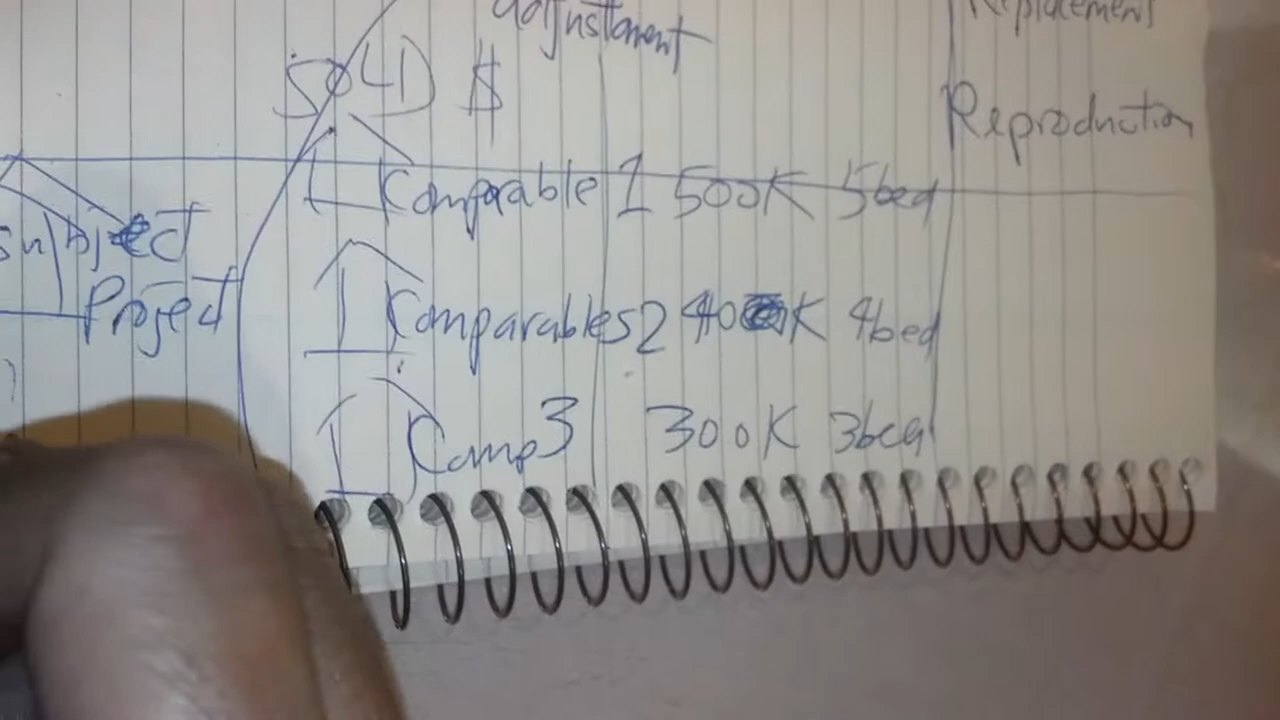 adjustment
Replacement
SOLD $
Reproduction
Comparable 1 500K 5bed
Subject
Project
Comparables 2 400K 4bed
Comp 3 300K 3bed